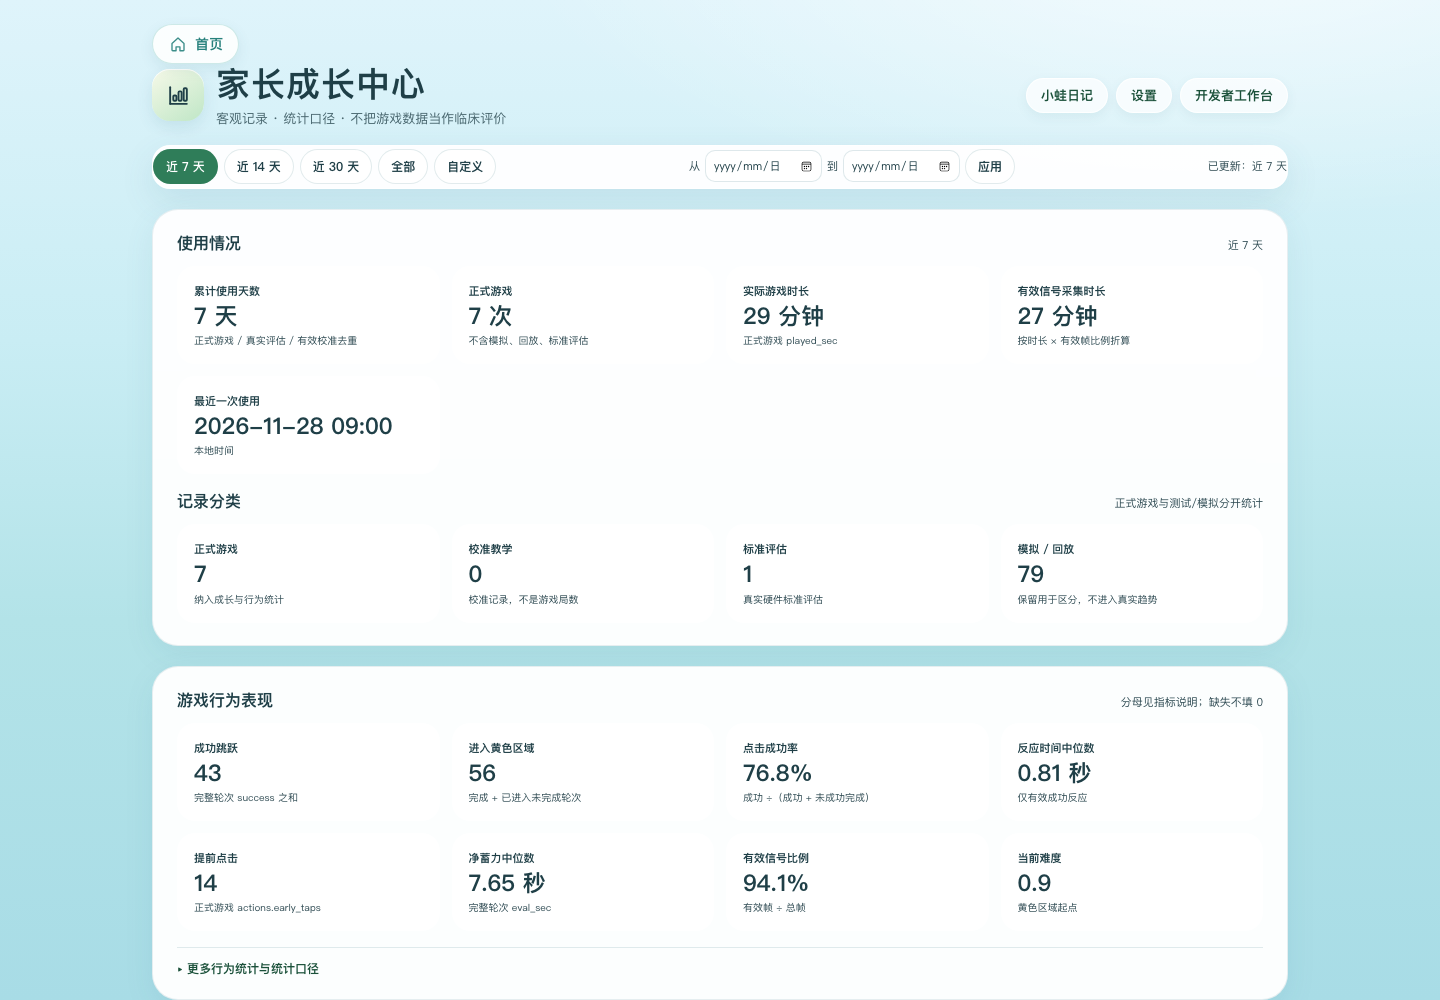 首页
家长成长中心
客观记录 · 统计口径 · 不把游戏数据当作临床评价
小蛙日记
设置
开发者工作台
近 7 天
近 14 天
近 30 天
全部
自定义
从
yyyy/mm/日
到
yyyy/mm/日
应用
已更新：近 7 天
使用情况
近 7 天
累计使用天数
7 天
正式游戏 / 真实评估 / 有效校准去重
正式游戏
7 次
不含模拟、回放、标准评估
实际游戏时长
29 分钟
正式游戏 played_sec
有效信号采集时长
27 分钟
按时长 × 有效帧比例折算
最近一次使用
2026-11-28 09:00
本地时间
记录分类
正式游戏与测试/模拟分开统计
正式游戏
7
纳入成长与行为统计
校准教学
0
校准记录，不是游戏局数
标准评估
1
真实硬件标准评估
模拟 / 回放
79
保留用于区分，不进入真实趋势
游戏行为表现
分母见指标说明；缺失不填 0
成功跳跃
43
完整轮次 success 之和
进入黄色区域
56
完成 + 已进入未完成轮次
点击成功率
76.8%
成功 ÷（成功 + 未成功完成）
反应时间中位数
0.81 秒
仅有效成功反应
提前点击
14
正式游戏 actions.early_taps
净蓄力中位数
7.65 秒
完整轮次 eval_sec
有效信号比例
94.1%
有效帧 ÷ 总帧
当前难度
0.9
黄色区域起点
▸ 更多行为统计与统计口径